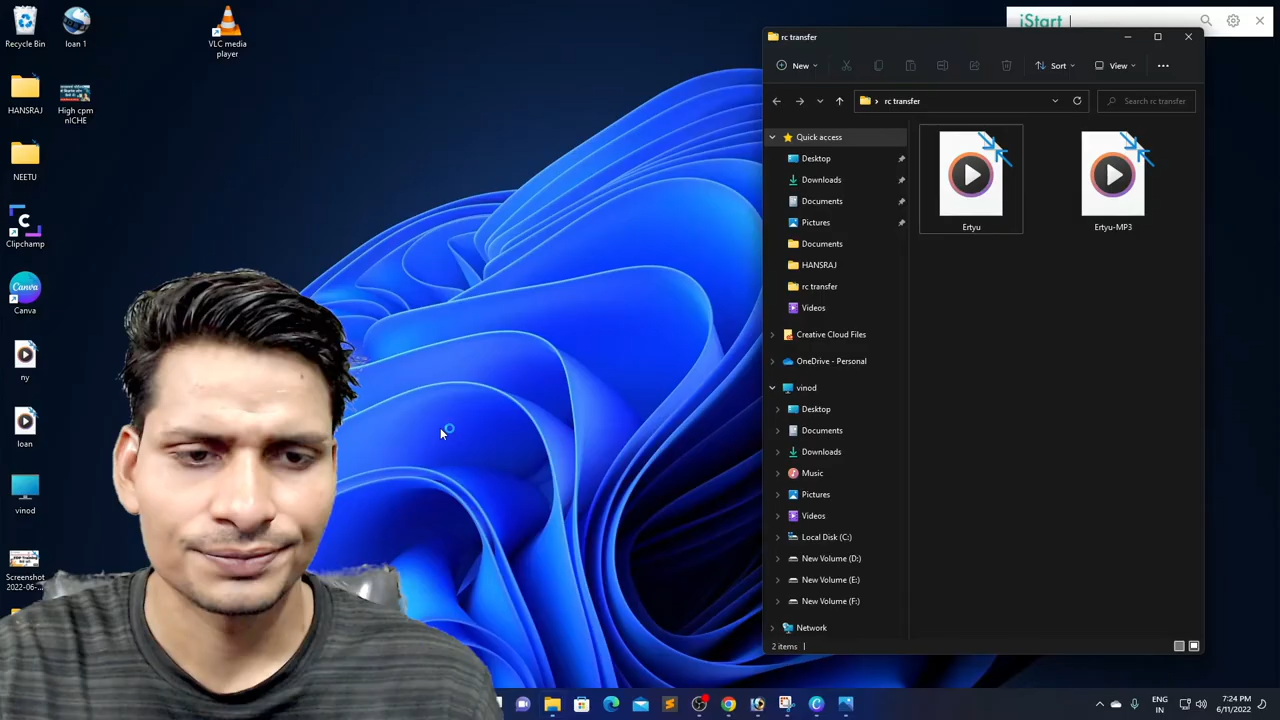 Recycle Bin
loan 1
VLC media
player
HANSRAJ
High cpm
nICHE
NEETU
Clipchamp
Canva
Canva
ny
loan
vinod
Screenshot
2022-06-...
iStart
rc transfer
New
Sort
View
rc transfer
Search rc transfer
Quick access
Desktop
Downloads
Documents
Pictures
Documents
HANSRAJ
rc transfer
Videos
Creative Cloud Files
OneDrive - Personal
vinod
Desktop
Documents
Downloads
Music
Pictures
Videos
Local Disk (C:)
New Volume (D:)
New Volume (E:)
New Volume (F:)
Network
Ertyu
Ertyu-MP3
2 items
ENG
IN
7:24 PM
6/11/2022